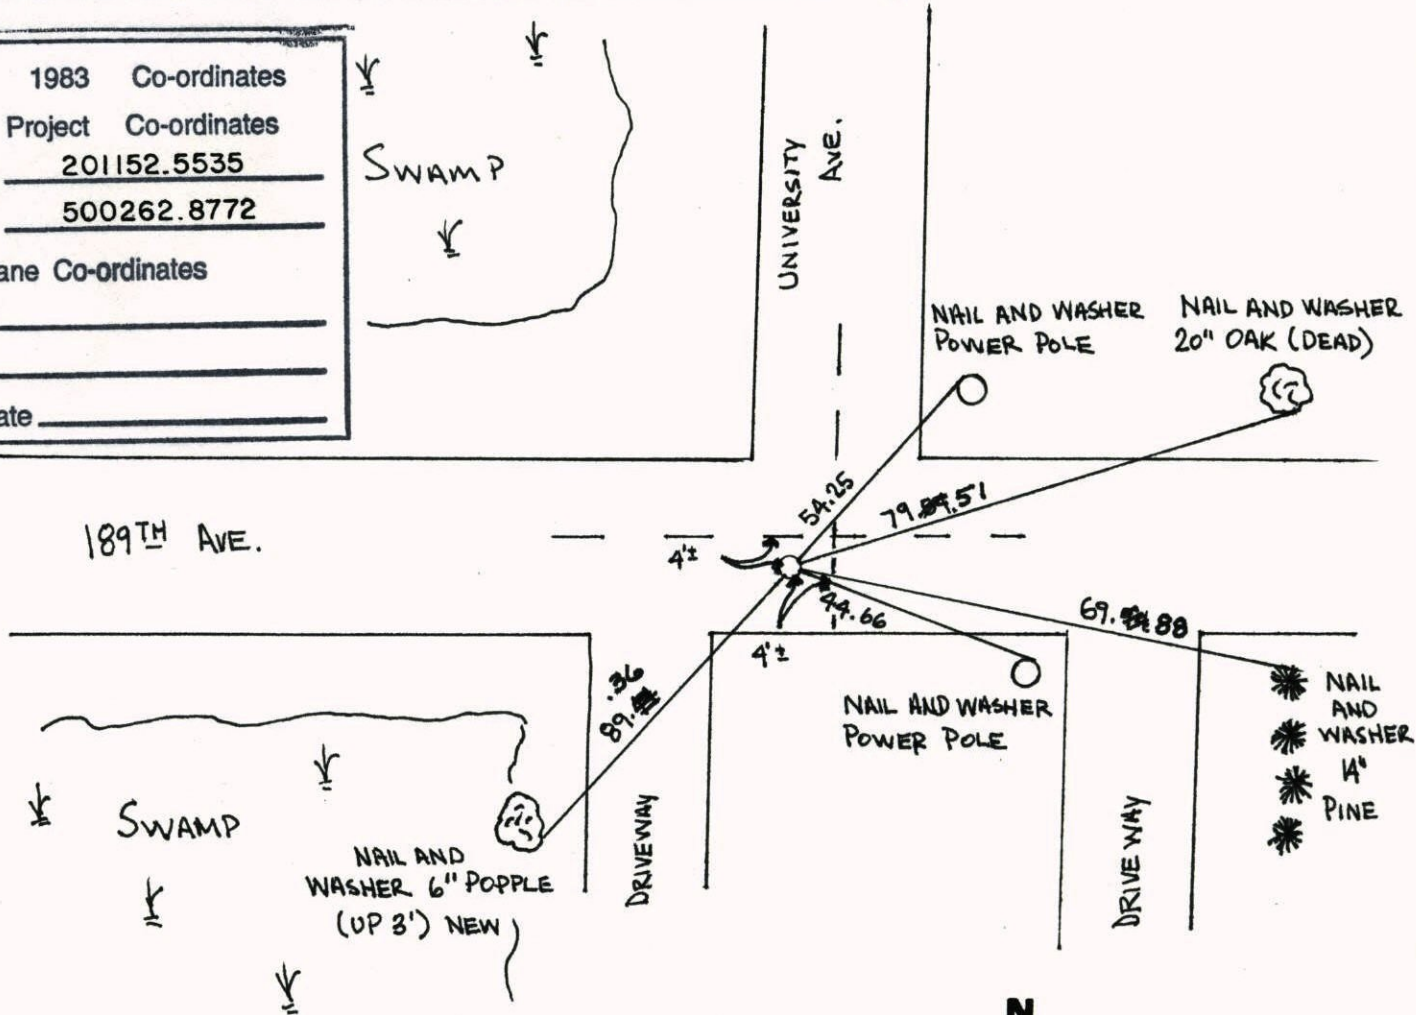 1983 Co-ordinates
Project Co-ordinates
201152.5535
500262.8772
ane Co-ordinates
ate
SWAMP
UNIVERSITY
AVE.
NAIL AND WASHER
POWER POLE
NAIL AND WASHER
20" OAK (DEAD)
54.25
79.51
189TH AVE.
4'±
44.66
4'±
69.88
.36
89.
NAIL AND WASHER
POWER POLE
NAIL
AND
WASHER
14"
PINE
SWAMP
NAIL AND
WASHER 6" POPPLE
(UP 3') NEW
DRIVEWAY
DRIVEWAY
N